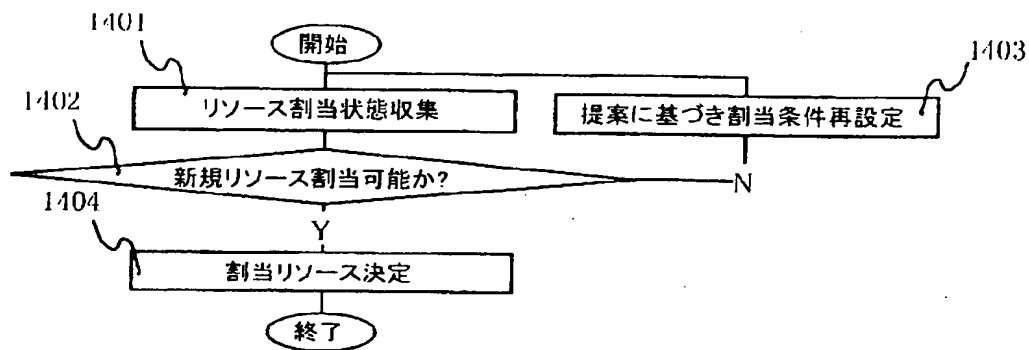 1401
開始
1403
リソース割当状態収集
提案に基づき割当条件再設定
1402
新規リソース割当可能か?
N
1404
Y
割当リソース決定
終了